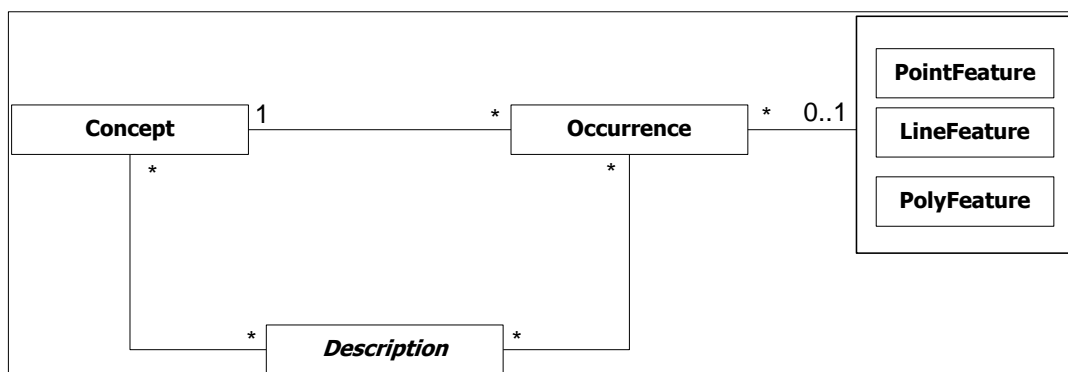 PointFeature
Concept
1
*
Occurrence
*
0..1
LineFeature
*
*
PolyFeature
*
Description
*